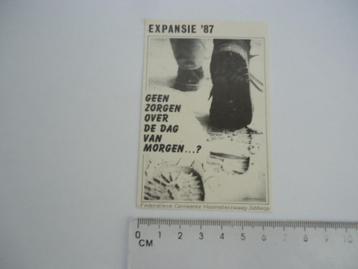 EXPANSIE '87
GEEN
ZORGEN
OVER
DE DAG
VAN
MORGEN...?
0 1 2 3 4 5 6 7 8 9 10
CM